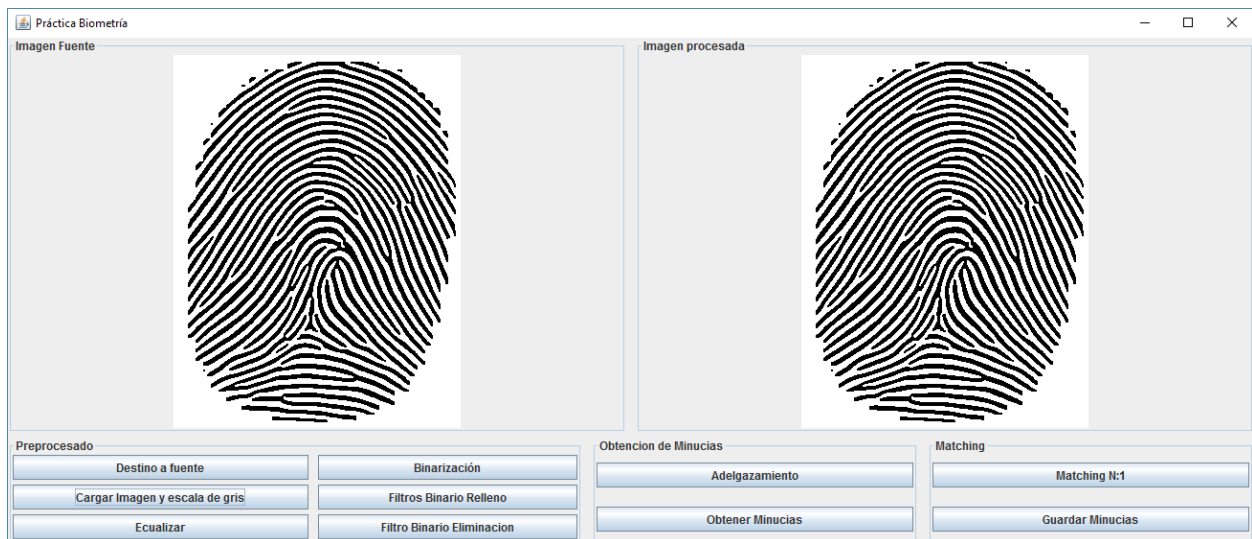 Práctica Biometría
Imagen Fuente
Imagen procesada
Preprocesado
Destino a fuente
Binarización
Cargar Imagen y escala de gris
Filtros Binario Relleno
Ecualizar
Filtro Binario Eliminacion
Obtencion de Minucias
Adelgazamiento
Obtener Minucias
Matching
Matching N:1
Guardar Minucias